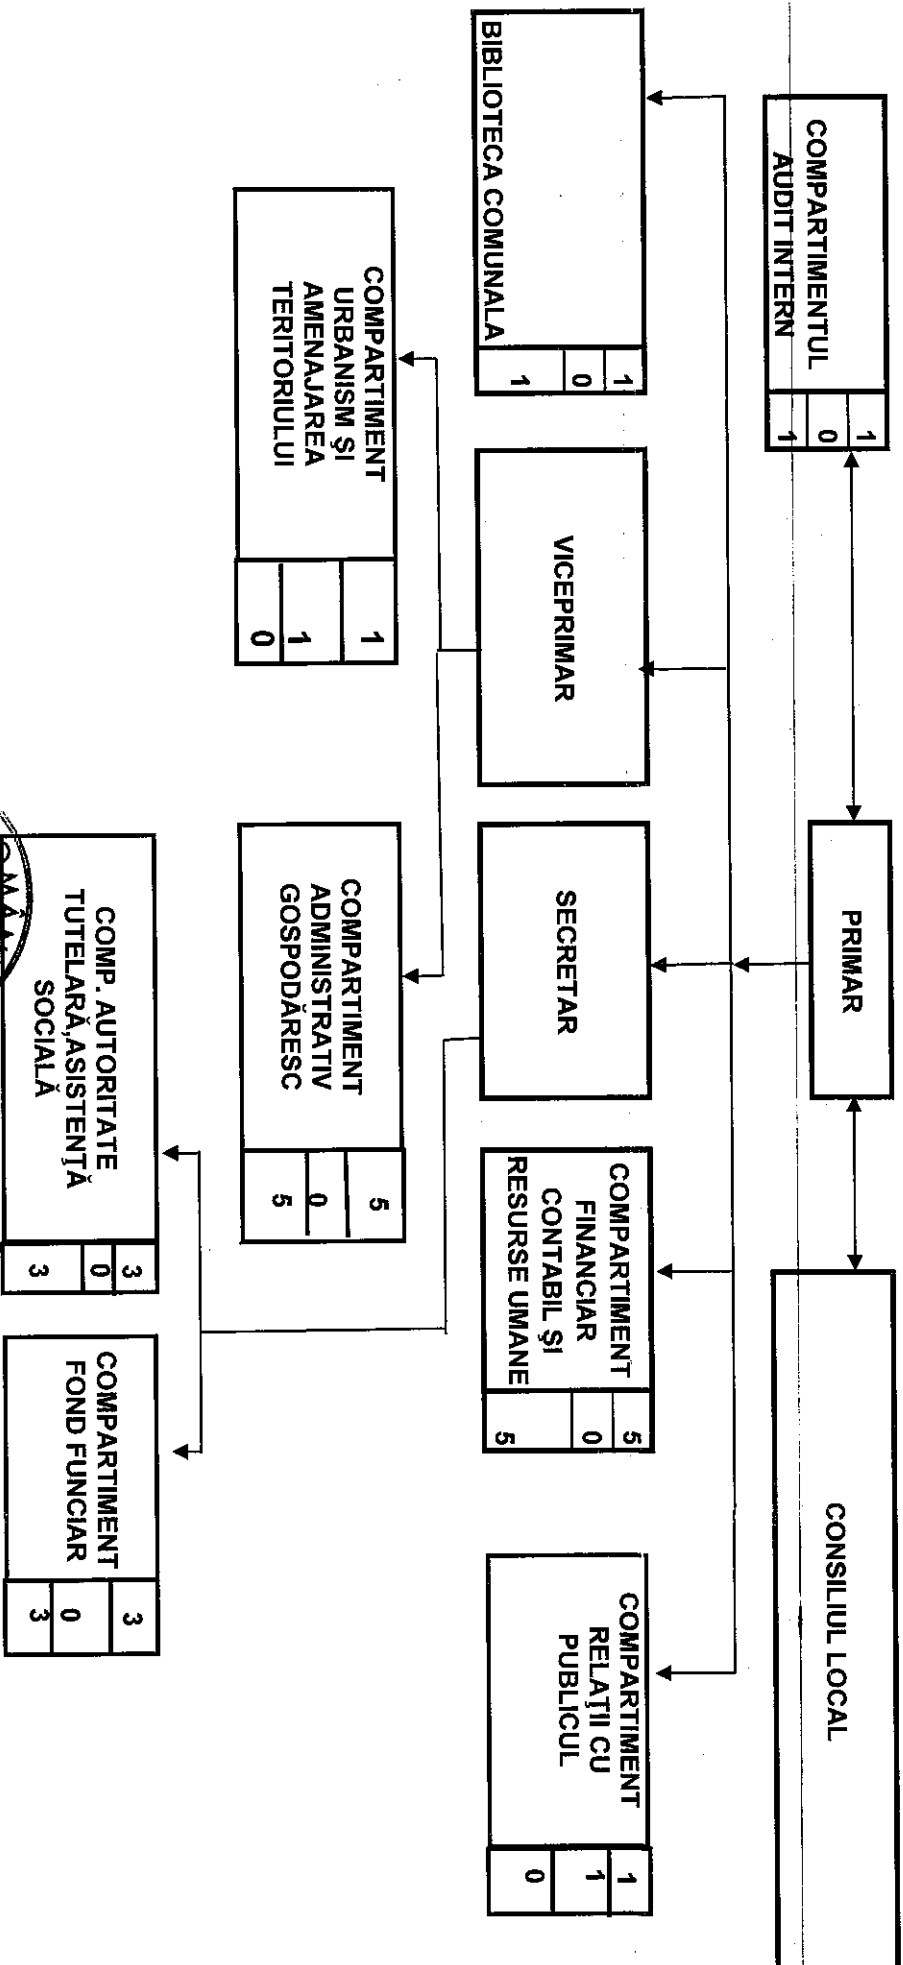 COMPARTIMENTUL
AUDIT INTERN
1
0
1
PRIMAR
CONSILIUL LOCAL
BIBLIOTECA COMUNALA
1
0
1
VICEPRIMAR
SECRETAR
COMPARTIMENT
FINANCIAR
CONTABIL ŞI
RESURSE UMANE
5
0
5
COMPARTIMENT
RELAŢII CU
PUBLICUL
1
1
0
COMPARTIMENT
URBANISM ŞI
AMENAJAREA
TERITORIULUI
1
1
0
COMPARTIMENT
ADMINISTRATIV
GOSPODĂRESC
5
0
5
COMP. AUTORITATE
TUTELARĂ,ASISTENŢĂ
SOCIALĂ
3
0
3
COMPARTIMENT
FOND FUNCIAR
3
0
3